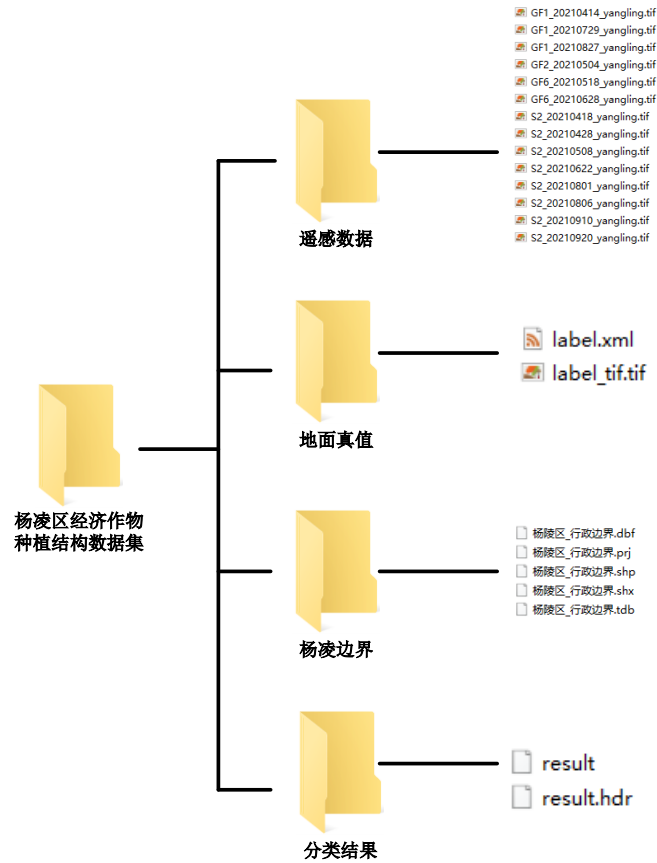 GF1_20210414_yangling.tif
GF1_20210729_yangling.tif
GF1_20210827_yangling.tif
GF2_20210504_yangling.tif
GF6_20210518_yangling.tif
GF6_20210628_yangling.tif
S2_20210418_yangling.tif
S2_20210428_yangling.tif
S2_20210508_yangling.tif
S2_20210622_yangling.tif
S2_20210801_yangling.tif
S2_20210806_yangling.tif
S2_20210910_yangling.tif
S2_20210920_yangling.tif
遥感数据
label.xml
label_tif.tif
地面真值
杨凌区经济作物
种植结构数据集
杨陵区_行政边界.dbf
杨陵区_行政边界.prj
杨陵区_行政边界.shp
杨陵区_行政边界.shx
杨陵区_行政边界.tdb
杨凌边界
result
result.hdr
分类结果